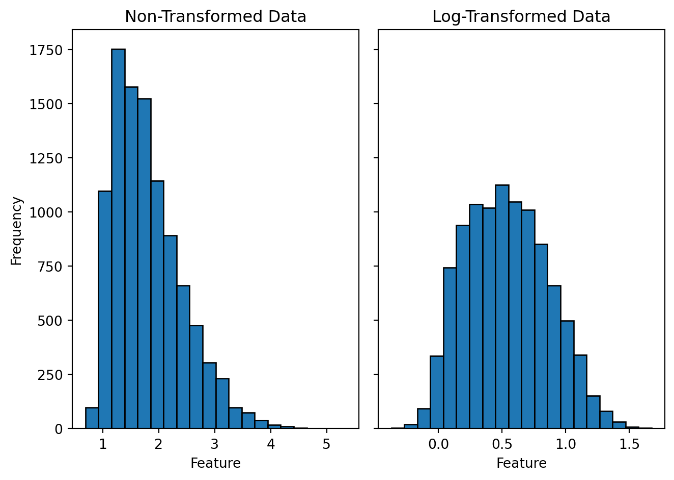 Non-Transformed Data
Log-Transformed Data
1750
1500
1250
1000
750
500
250
0
Frequency
1 2 3 4 5
0.0 0.5 1.0 1.5
Feature
Feature